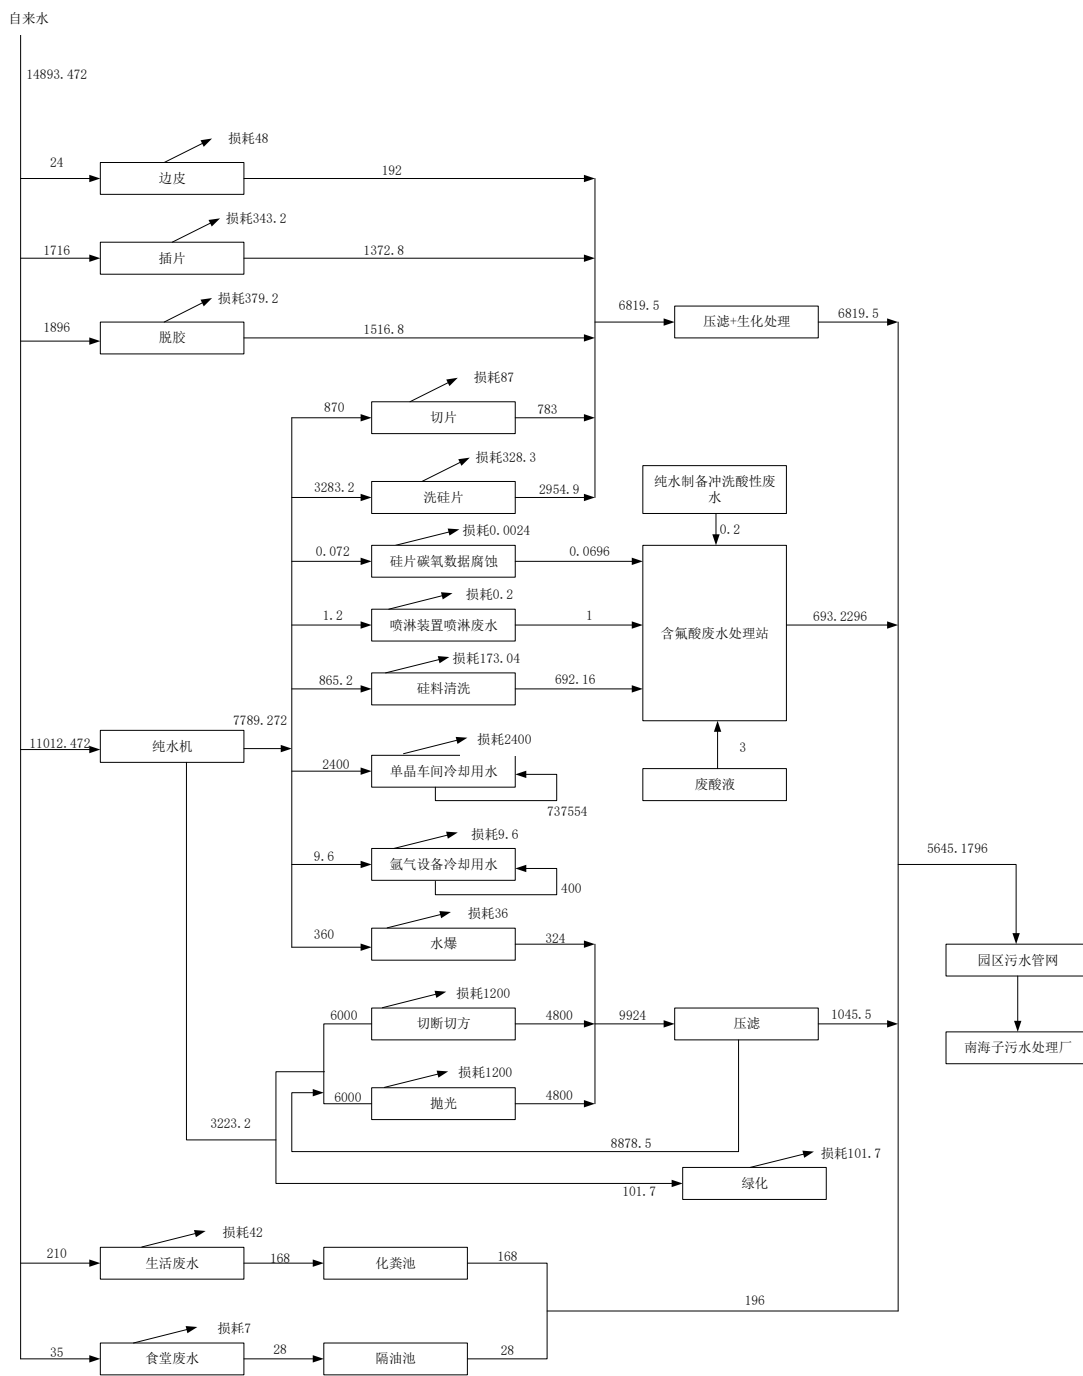 自来水
14893.472
损耗48
24
边皮
192
损耗343.2
1716
插片
1372.8
损耗379.2
1896
脱胶
1516.8
6819.5
压滤+生化处理
6819.5
损耗87
870
切片
783
损耗328.3
3283.2
洗硅片
2954.9
纯水制备冲洗酸性废
水
0.2
损耗0.0024
0.072
硅片碳氧数据腐蚀
0.0696
损耗0.2
1.2
喷淋装置喷淋废水
1
含氟酸废水处理站
693.2296
损耗173.04
865.2
硅料清洗
692.16
7789.272
11012.472
纯水机
损耗2400
2400
单晶车间冷却用水
737554
3
废酸液
损耗9.6
9.6
氩气设备冷却用水
400
5645.1796
损耗36
360
水爆
324
园区污水管网
损耗1200
6000
切断切方
4800
9924
压滤
1045.5
南海子污水处理厂
损耗1200
6000
抛光
4800
3223.2
8878.5
损耗101.7
101.7
绿化
损耗42
210
生活废水
168
化粪池
168
196
损耗7
35
食堂废水
28
隔油池
28